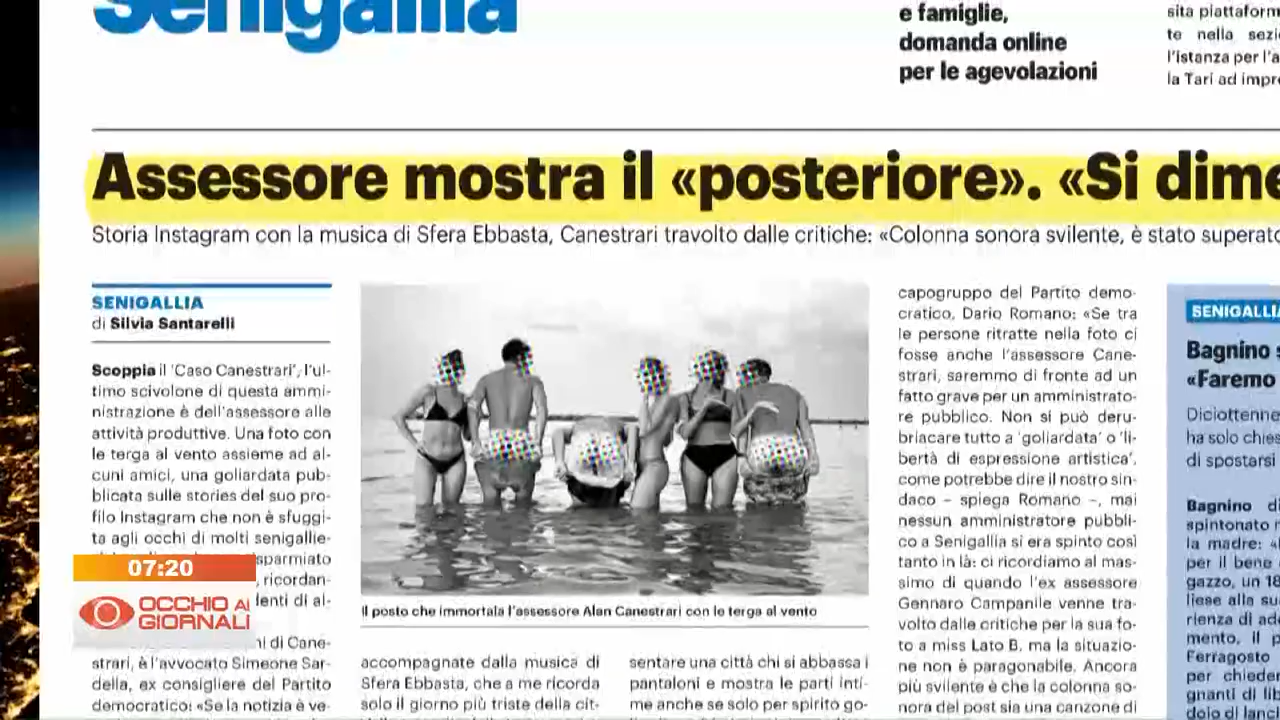 Senigallia
e famiglie,
domanda online
per le agevolazioni
sita piattaform
te nella sezi
l'istanza per l'a
la Tari ad impre
Assessore mostra il «posteriore». «Si dime
Storia Instagram con la musica di Sfera Ebbasta, Canestrari travolto dalle critiche: «Colonna sonora svilente, è stato superato
SENIGALLIA
di Silvia Santarelli
Scoppia il 'Caso Canestrari', l'ul-
timo scivolone di questa ammi-
nistrazione è dell'assessore alle
attività produttive. Una foto con
le terga al vento assieme ad al-
cuni amici, una goliardata pub-
blicata sulle stories del suo pro-
filo Instagram che non è sfuggi-
ta agli occhi di molti senigallie-
sparmiato
, ricordan-
denti di al-
ni di Cane-
strari, è l'avvocato Simeone Sar-
della, ex consigliere del Partito
democratico: «Se la notizia è ve-
07:20
OCCHIO AI
GIORNALI
Il posto che immortala l'assessore Alan Canestrari con le terga al vento
accompagnate dalla musica di
Sfera Ebbasta, che a me ricorda
solo il giorno più triste della cit-
sentare una città chi si abbassa i
pantaloni e mostra le parti inti-
me anche se solo per spirito go-
capogruppo del Partito demo-
cratico, Dario Romano: «Se tra
le persone ritratte nella foto ci
fosse anche l'assessore Cane-
strari, saremmo di fronte ad un
fatto grave per un amministrato-
re pubblico. Non si può deru-
bricare tutto a 'goliardata' o 'li-
bertà di espressione artistica',
come potrebbe dire il nostro sin-
daco – spiega Romano –, mai
nessun amministratore pubbli-
co a Senigallia si era spinto così
tanto in là: ci ricordiamo al mas-
simo di quando l'ex assessore
Gennaro Campanile venne tra-
volto dalle critiche per la sua fo-
to a miss Lato B, ma la situazio-
ne non è paragonabile. Ancora
più svilente è che la colonna so-
nora del post sia una canzone di
SENIGALLIA
Bagnino s
«Faremo
Diciottenne
ha solo chies
di spostarsi
Bagnino di
spintonato
la madre: «
per il bene
gazzo, un 18
liese alla su
rienza di ad
mento, il p
Ferragosto
per chieder
gnanti di lib
dojo di lanci